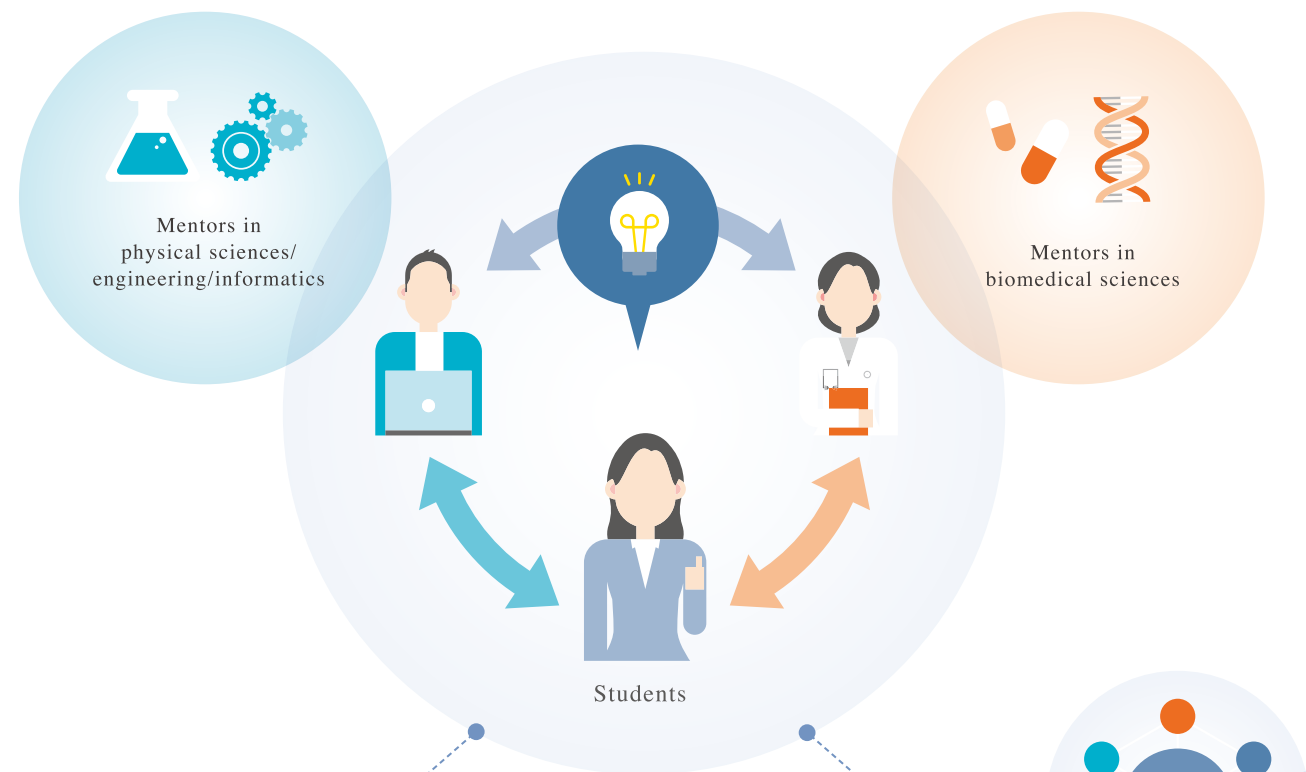 Mentors in
physical sciences/
engineering/informatics
Mentors in
biomedical sciences
Students